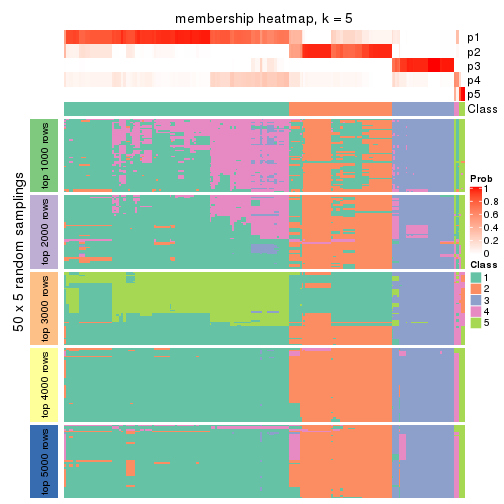 membership heatmap, k = 5
p1
p2
p3
p4
p5
Class
50 x 5 random samplings
top 1000 rows
top 2000 rows
top 3000 rows
top 4000 rows
top 5000 rows
Prob
1
0.8
0.6
0.4
0.2
0
Class
1
2
3
4
5